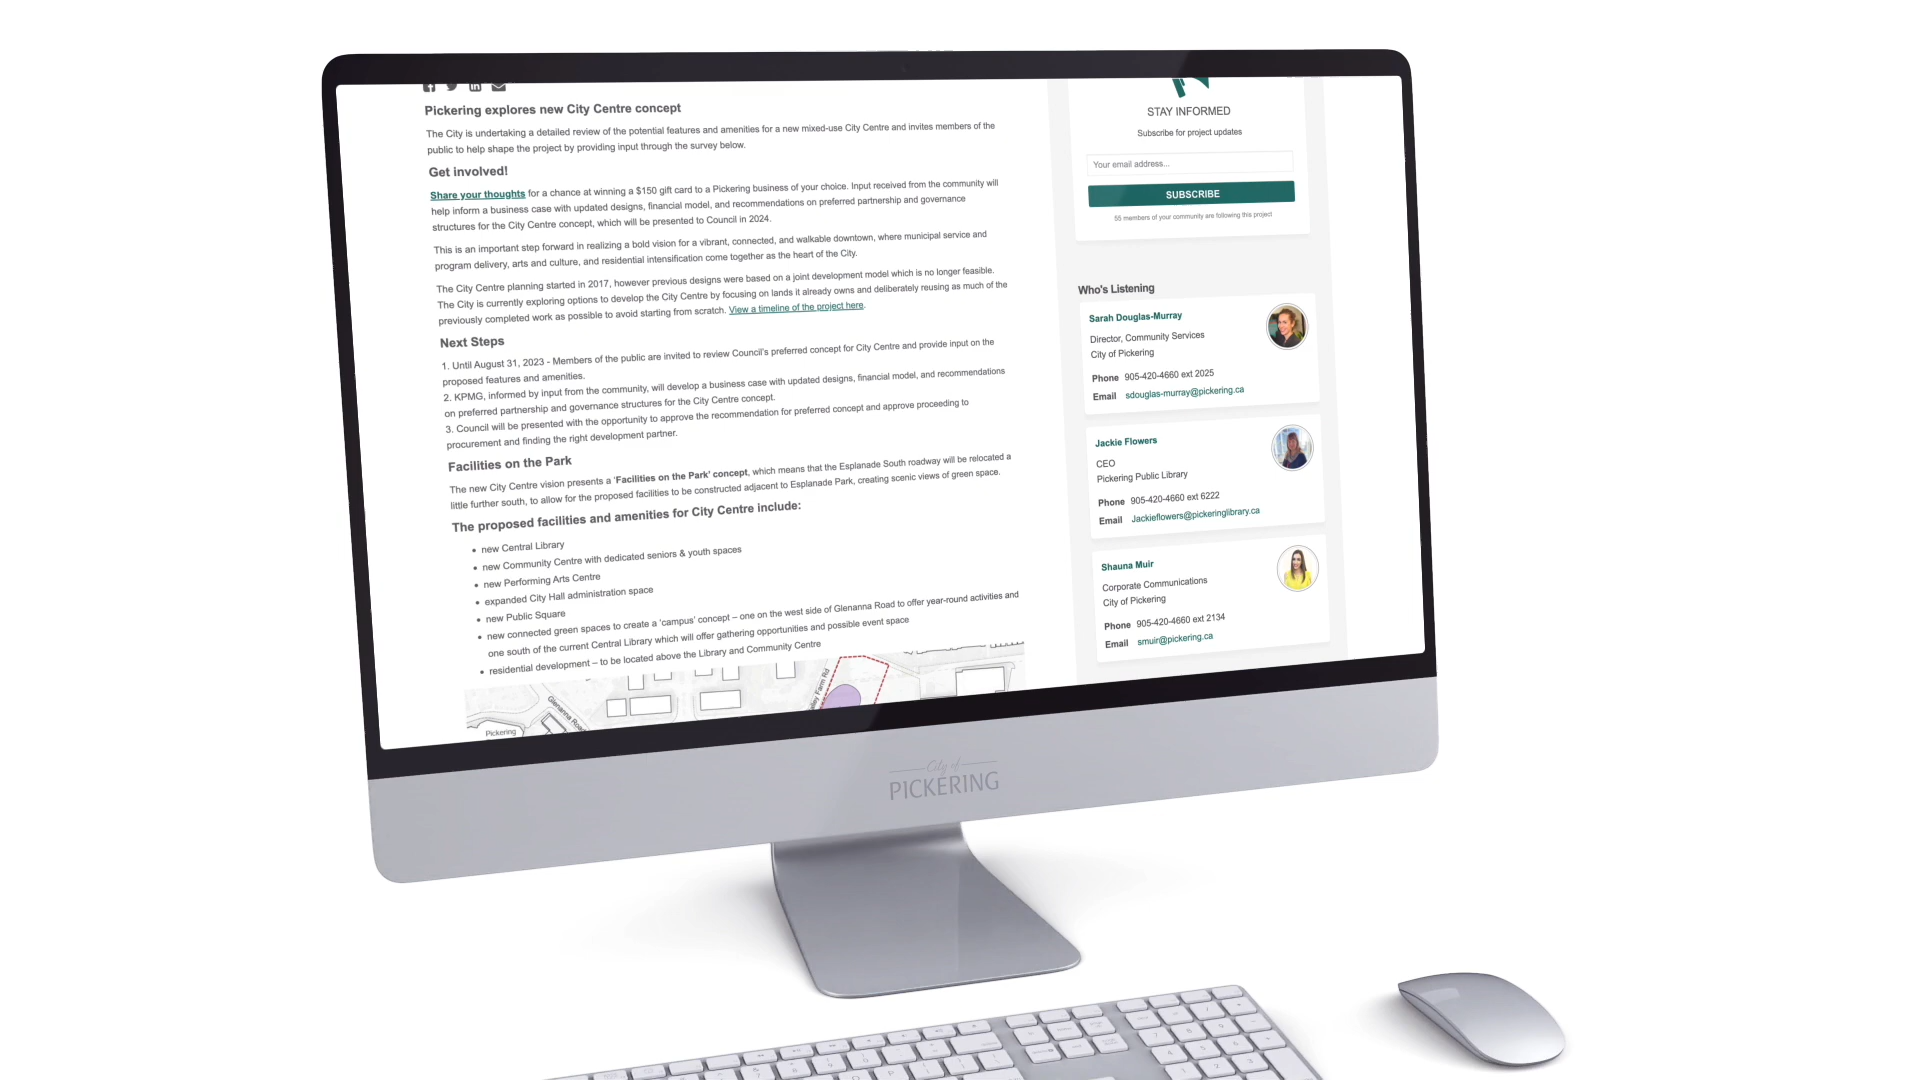 Pickering explores new City Centre concept
The City is undertaking a detailed review of the potential features and amenities for a new mixed-use City Centre and invites members of the
public to help shape the project by providing input through the survey below.
Get involved!
Share your thoughts for a chance at winning a $150 gift card to a Pickering business of your choice. Input received from the community will
help inform a business case with updated designs, financial model, and recommendations on preferred partnership and governance
structures for the City Centre concept, which will be presented to Council in 2024.
This is an important step forward in realizing a bold vision for a vibrant, connected, and walkable downtown, where municipal service and
program delivery, arts and culture, and residential intensification come together as the heart of the City.
The City Centre planning started in 2017, however previous designs were based on a joint development model which is no longer feasible.
The City is currently exploring options to develop the City Centre by focusing on lands it already owns and deliberately reusing as much of the
previously completed work as possible to avoid starting from scratch. View a timeline of the project here.
Next Steps
1. Until August 31, 2023 - Members of the public are invited to review Council's preferred concept for City Centre and provide input on the
proposed features and amenities.
2. KPMG, informed by input from the community, will develop a business case with updated designs, financial model, and recommendations
on preferred partnership and governance structures for the City Centre concept.
3. Council will be presented with the opportunity to approve the recommendation for preferred concept and approve proceeding to
procurement and finding the right development partner.
Facilities on the Park
The new City Centre vision presents a 'Facilities on the Park' concept, which means that the Esplanade South roadway will be relocated a
little further south, to allow for the proposed facilities to be constructed adjacent to Esplanade Park, creating scenic views of green space.
The proposed facilities and amenities for City Centre include:
• new Central Library
• new Community Centre with dedicated seniors & youth spaces
• new Performing Arts Centre
• expanded City Hall administration space
• new Public Square
• new connected green spaces to create a 'campus' concept – one on the west side of Glenanna Road to offer year-round activities and
one south of the current Central Library which will offer gathering opportunities and possible event space
• residential development – to be located above the Library and Community Centre
Glenanna Road
Farm Rd
Pickering
STAY INFORMED
Subscribe for project updates
Your email address...
SUBSCRIBE
55 members of your community are following this project
Who's Listening
Sarah Douglas-Murray
Director, Community Services
City of Pickering
Phone 905-420-4660 ext 2025
Email sdouglas-murray@pickering.ca
Jackie Flowers
CEO
Pickering Public Library
Phone 905-420-4660 ext 6222
Email Jackieflowers@pickeringlibrary.ca
Shauna Muir
Corporate Communications
City of Pickering
Phone 905-420-4660 ext 2134
Email smuir@pickering.ca
City of
PICKERING